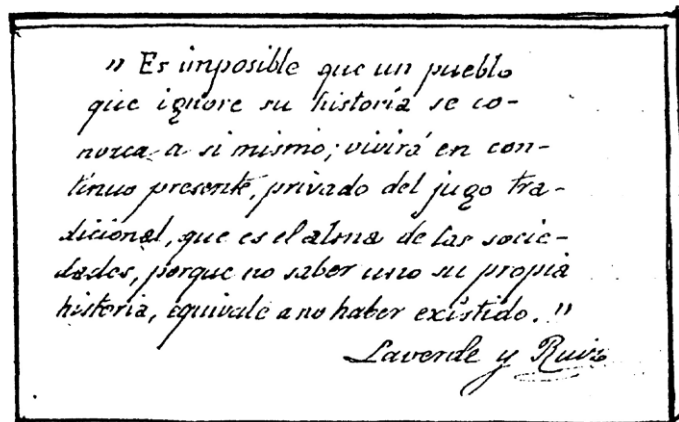 " Es imposible que un pueblo
que ignore su historia se co-
nozca a si mismo; vivirá en con-
tínuo presente, privado del jugo tra-
dicional, que es el alma de las socie-
dades, porque no saber uno su propia
historia, equivale a no haber existido. "
Laverde y Ruiz